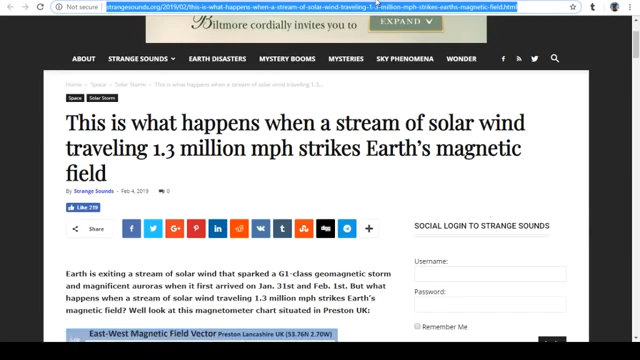 Not secure
strangesounds.org/2019/02/this-is-what-happens-when-a-stream-of-solar-wind-traveling-1-3-million-mph-strikes-earths-magnetic-field.html
Biltmore cordially invites you to
EXPAND
ABOUT STRANGE SOUNDS EARTH DISASTERS MYSTERY BOOMS MYSTERIES SKY PHENOMENA WONDER
Home Space Solar Storm This is what happens when a stream of solar wind traveling 1.3...
Space Solar Storm
This is what happens when a stream of solar wind
traveling 1.3 million mph strikes Earth's magnetic
field
By Strange Sounds - Feb 4, 2019 0
Like 219
Share
SOCIAL LOGIN TO STRANGE SOUNDS
Username:
Password:
Remember Me
Earth is exiting a stream of solar wind that sparked a G1-class geomagnetic storm
and magnificent auroras when it first arrived on Jan. 31st and Feb. 1st. But what
happens when a stream of solar wind traveling 1.3 million mph strikes Earth's
magnetic field? Well look at this magnetometer chart situated in Preston UK:
East-West Magnetic Field Vector Preston Lancashire UK (53.76N 2.70W)